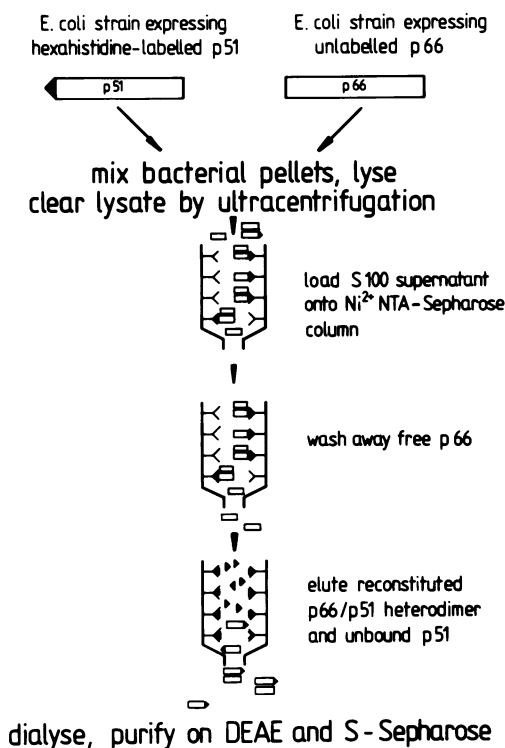 E. coli strain expressing
hexahistidine-labelled p51
E. coli strain expressing
unlabelled p66
p51
p66
mix bacterial pellets, lyse
clear lysate by ultracentrifugation
load S100 supernatant
onto Ni²⁺ NTA-Sepharose
column
wash away free p66
elute reconstituted
p66/p51 heterodimer
and unbound p51
dialyse, purify on DEAE and S-Sepharose